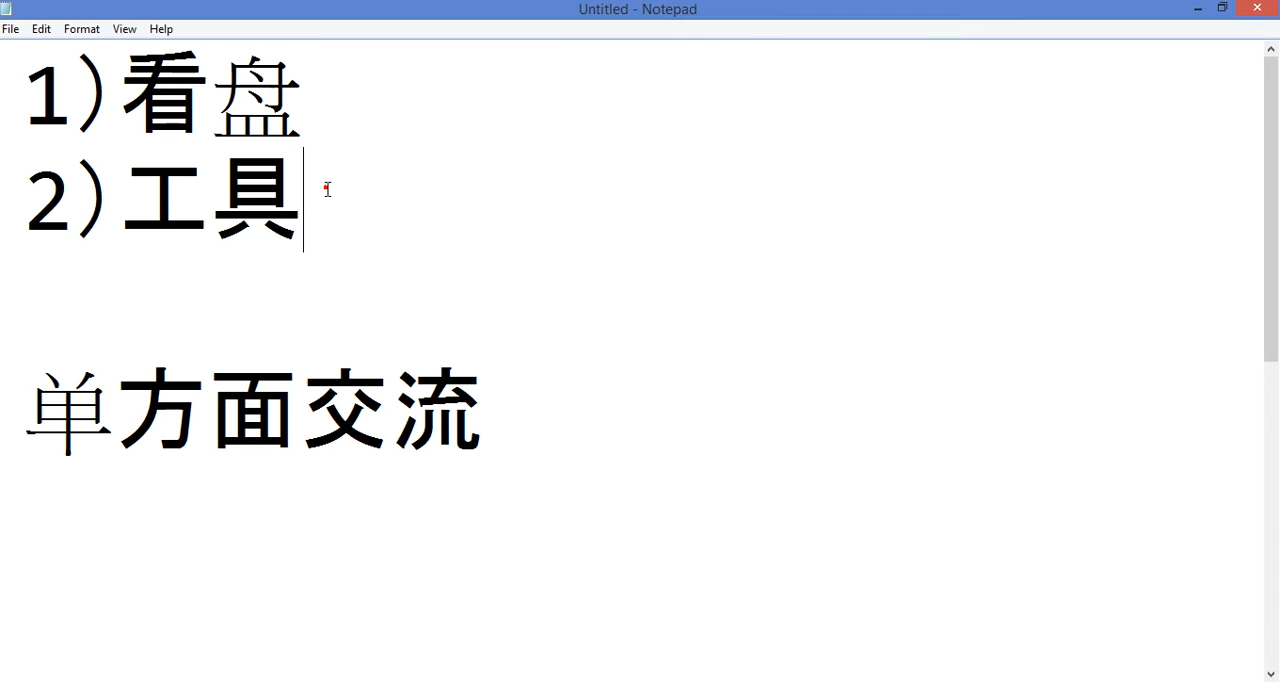 Untitled - Notepad
File Edit Format View Help
1)看盘
2)工具
单方面交流